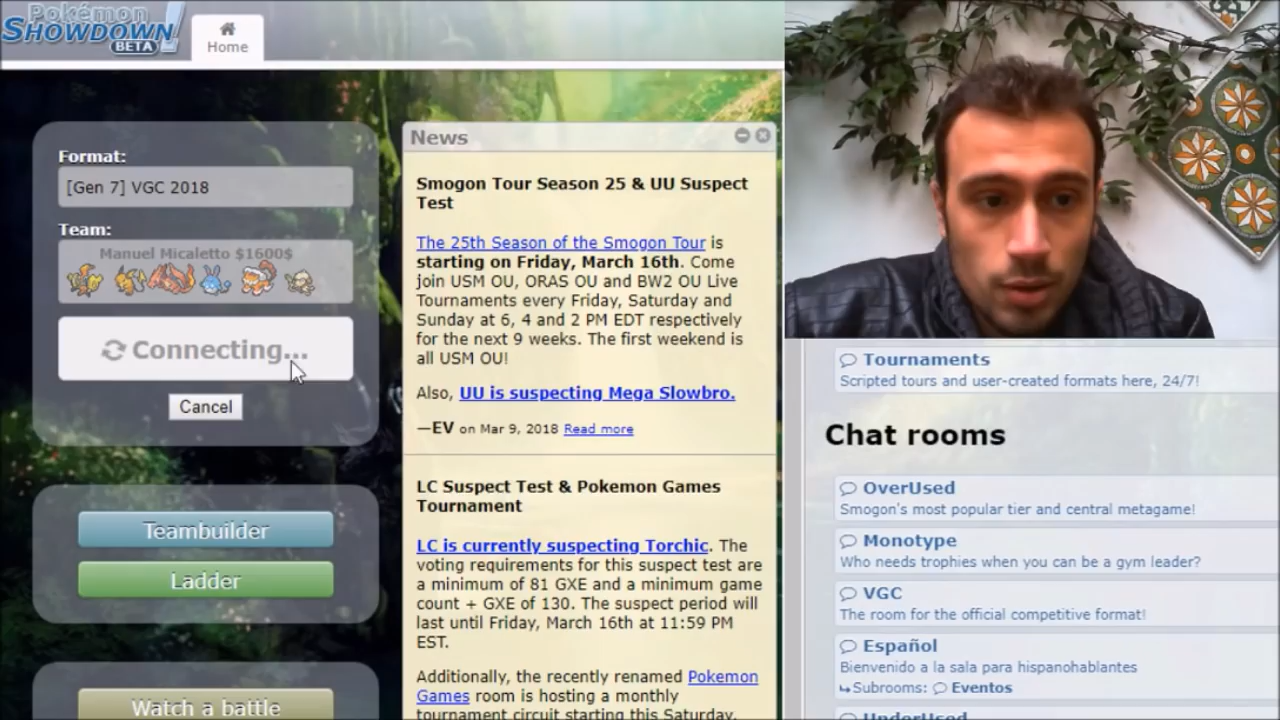 Pokémon
SHOWDOWN!
BETA
Home
Format:
[Gen 7] VGC 2018
Team:
Manuel Micaletto $1600$
Connecting...
Cancel
Teambuilder
Ladder
Watch a battle
News
Smogon Tour Season 25 & UU Suspect
Test
The 25th Season of the Smogon Tour is
starting on Friday, March 16th. Come
join USM OU, ORAS OU and BW2 OU Live
Tournaments every Friday, Saturday and
Sunday at 6, 4 and 2 PM EDT respectively
for the next 9 weeks. The first weekend is
all USM OU!
Also, UU is suspecting Mega Slowbro.
—EV on Mar 9, 2018 Read more
LC Suspect Test & Pokemon Games
Tournament
LC is currently suspecting Torchic. The
voting requirements for this suspect test are
a minimum of 81 GXE and a minimum game
count + GXE of 130. The suspect period will
last until Friday, March 16th at 11:59 PM
EST.
Additionally, the recently renamed Pokemon
Games room is hosting a monthly
tournament circuit starting this Saturday,
Tournaments
Scripted tours and user-created formats here, 24/7!
Chat rooms
OverUsed
Smogon's most popular tier and central metagame!
Monotype
Who needs trophies when you can be a gym leader?
VGC
The room for the official competitive format!
Español
Bienvenido a la sala para hispanohablantes
↳Subrooms: Eventos
UnderUsed